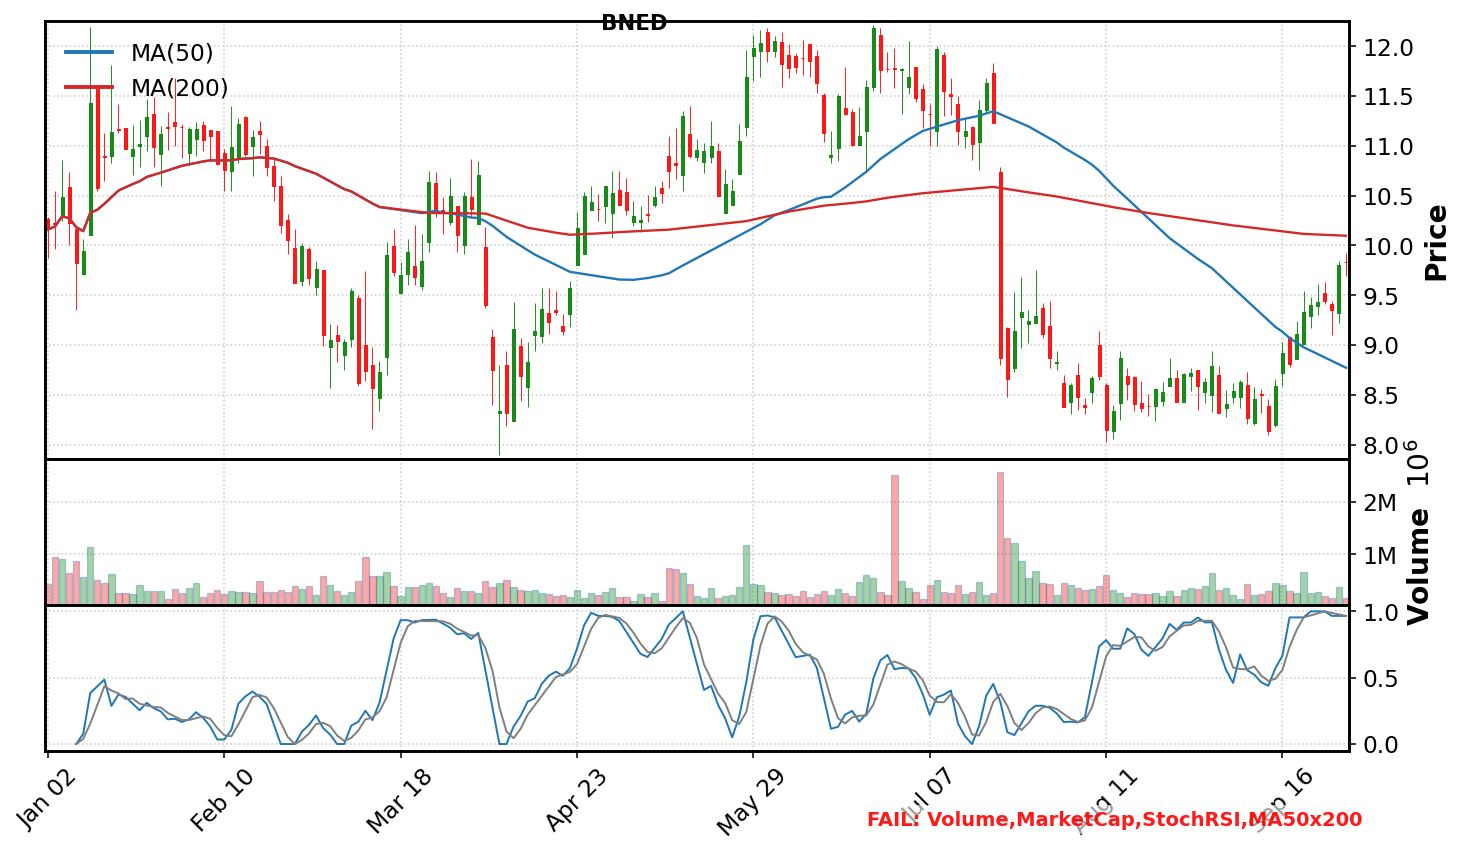 BNED
MA(50)
MA(200)
12.0
11.5
11.0
10.5
10.0
9.5
9.0
8.5
8.0
Price
10^6
2M
1M
Volume
1.0
0.5
0.0
Jan 02
Feb 10
Mar 18
Apr 23
May 29
Jul 07
Aug 11
Sep 16
FAIL: Volume,MarketCap,StochRSI,MA50x200